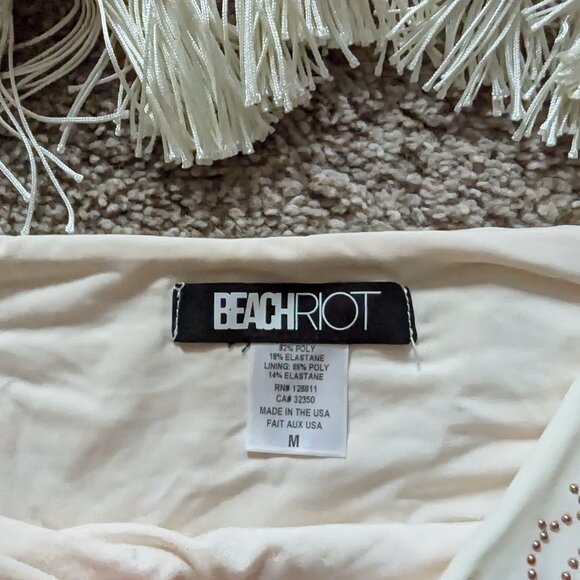 BEACHRIOT
82% POLY
18% ELASTANE
LINING: 86% POLY
14% ELASTANE
RN# 128811
CA# 32350
MADE IN THE USA
FAIT AUX USA
M